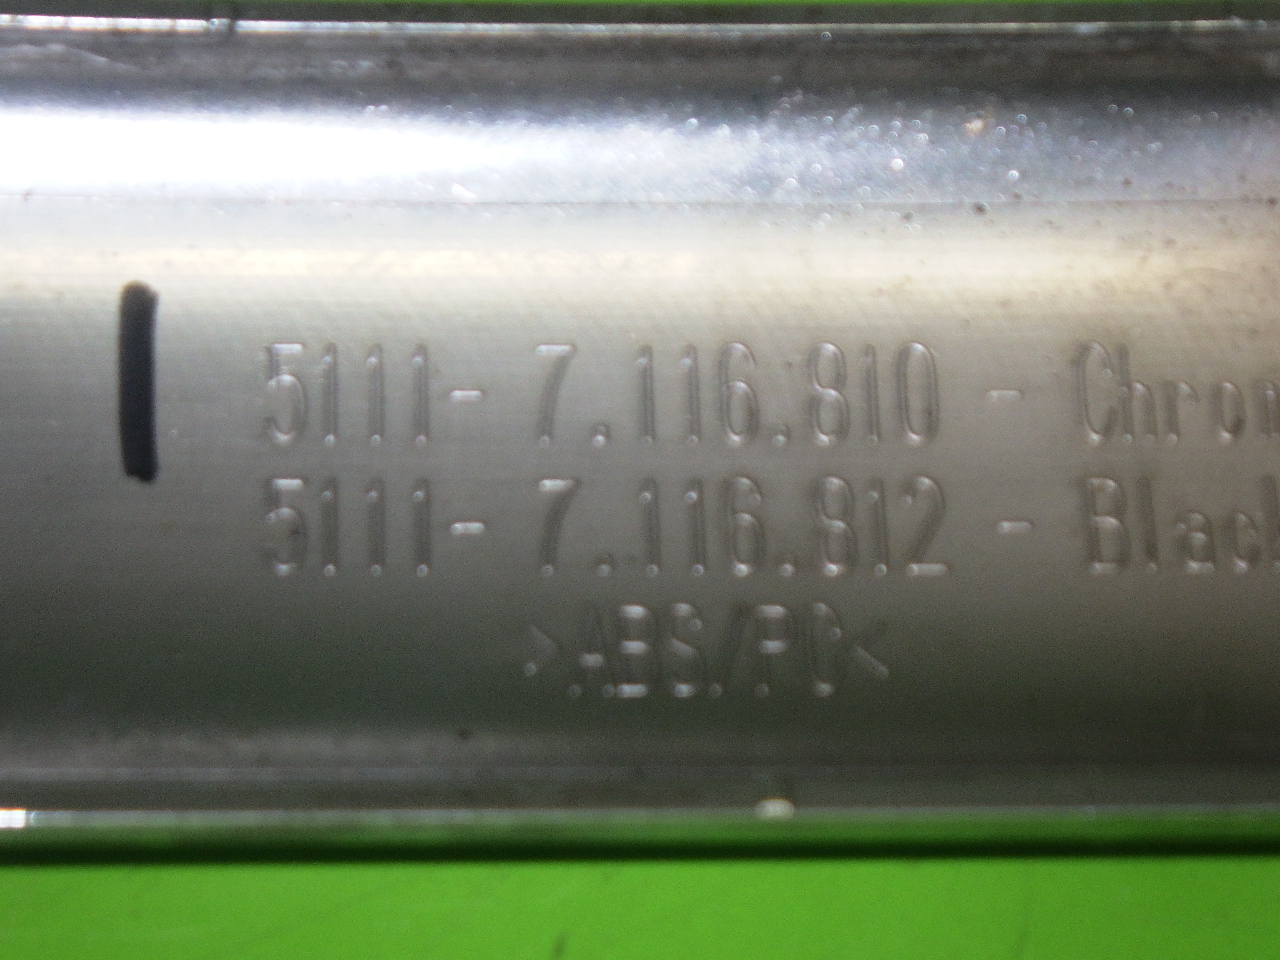 5111- 7.116.810 - Chrom
5111- 7.116.812 - Black
>ABS/PC<